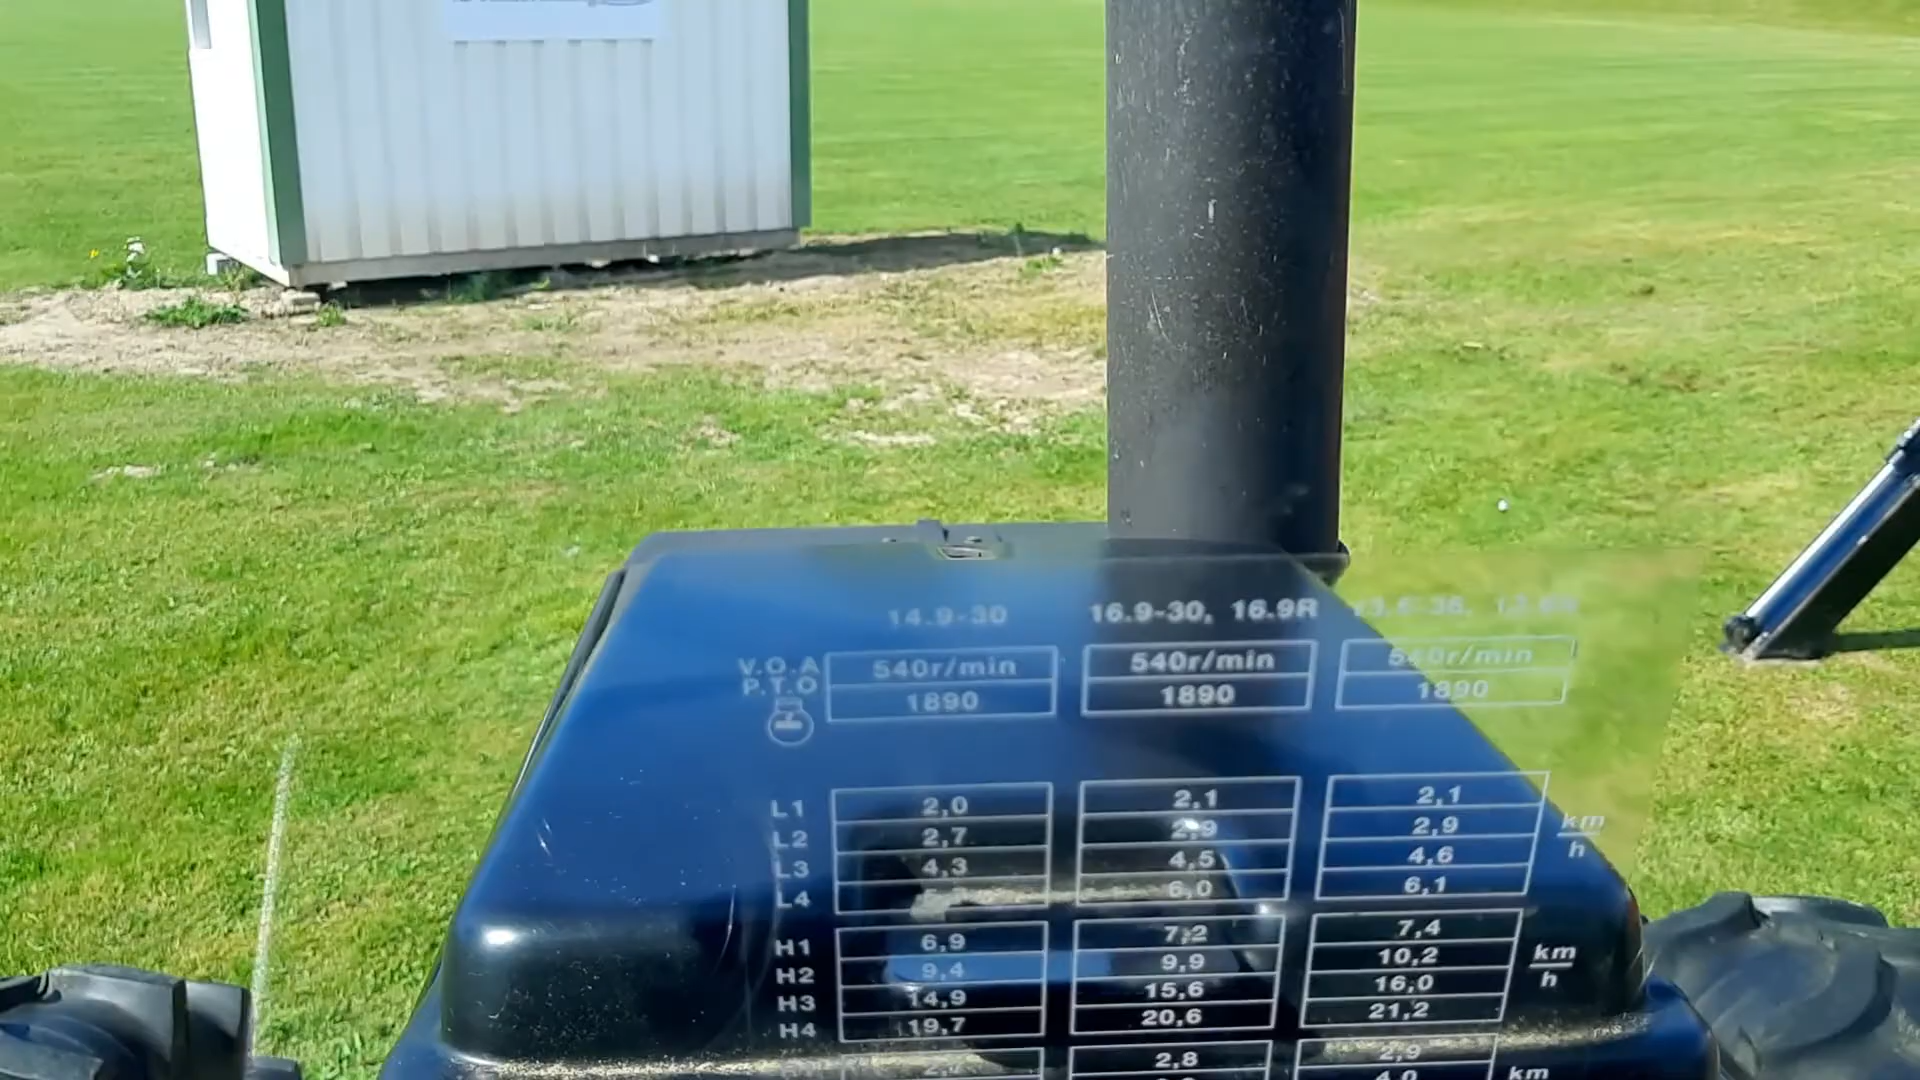 14.9-30 16.9-30, 16.9R
V.O.A 540r/min 540r/min 540r/min
P.T.O 1890 1890 1890
L1 2,0 2,1 2,1
L2 2,7 2,9 2,9 km
L3 4,3 4,5 4,6 h
L4 6,0 6,1
H1 6,9 7,2 7,4
H2 9,4 9,9 10,2 km
H3 14,9 15,6 16,0 h
H4 19,7 20,6 21,2
2,8 2,9
4,0 km